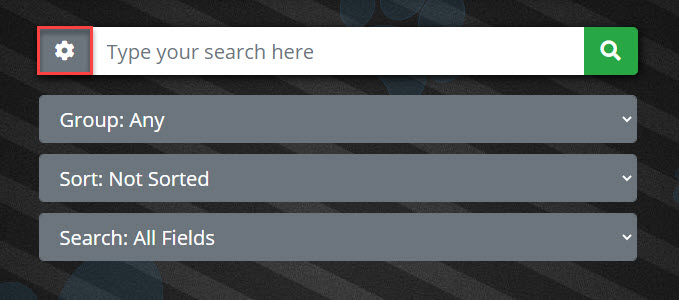 Type your search here
Group: Any
Sort: Not Sorted
Search: All Fields